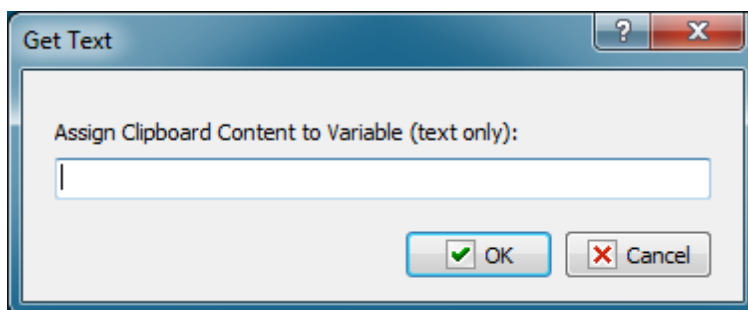 Get Text
?
Assign Clipboard Content to Variable (text only):
OK
Cancel